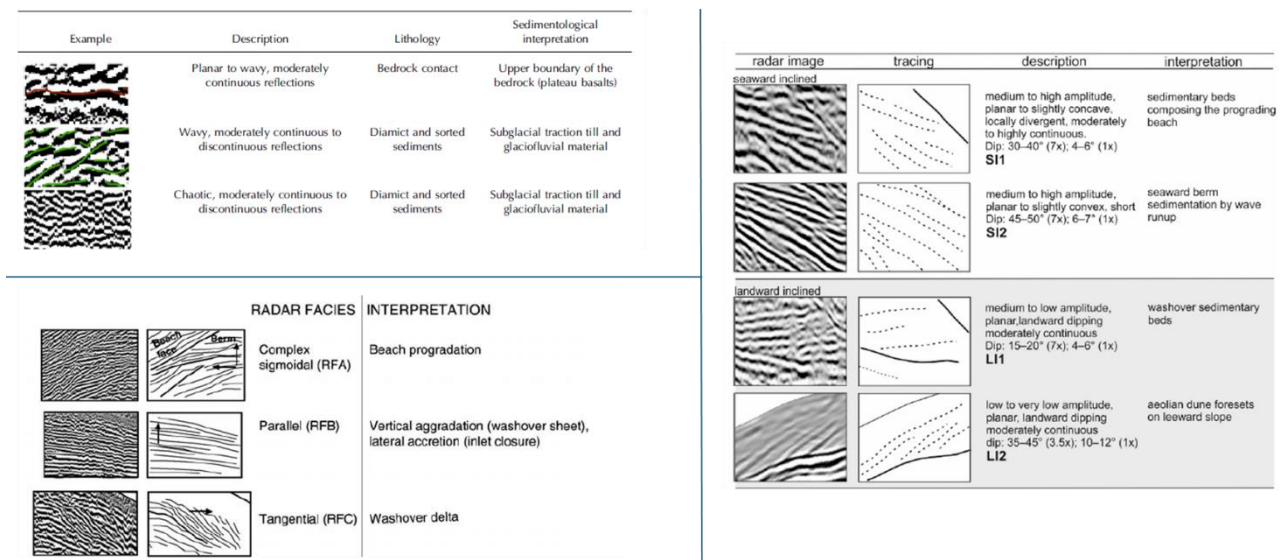 Example Description Lithology Sedimentological
interpretation
Planar to wavy, moderately
continuous reflections
Bedrock contact
Upper boundary of the
bedrock (plateau basalts)
Wavy, moderately continuous to
discontinuous reflections
Diamict and sorted
sediments
Subglacial traction till and
glaciofluvial material
Chaotic, moderately continuous to
discontinuous reflections
Diamict and sorted
sediments
Subglacial traction till and
glaciofluvial material
RADAR FACIES INTERPRETATION
Beach
face
Berm
Complex
sigmoidal (RFA)
Beach progradation
Parallel (RFB)
Vertical aggradation (washover sheet),
lateral accretion (inlet closure)
Tangential (RFC)
Washover delta
radar image tracing description interpretation
seaward inclined
medium to high amplitude,
planar to slightly concave,
locally divergent, moderately
to highly continuous.
Dip: 30–40° (7x); 4–6° (1x)
SI1
sedimentary beds
composing the prograding
beach
medium to high amplitude,
planar to slightly convex, short
Dip: 45–50° (7x); 6–7° (1x)
SI2
seaward berm
sedimentation by wave
runup
landward inclined
medium to low amplitude,
planar,landward dipping
moderately continuous
Dip: 15–20° (7x); 4–6° (1x)
LI1
washover sedimentary
beds
low to very low amplitude,
planar, landward dipping
moderately continuous
dip: 35–45° (3.5x); 10–12° (1x)
LI2
aeolian dune foresets
on leeward slope